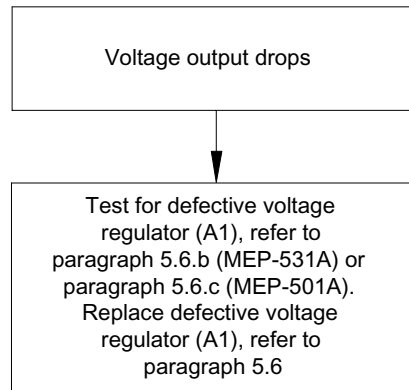 Voltage output drops
Test for defective voltage
regulator (A1), refer to
paragraph 5.6.b (MEP-531A) or
paragraph 5.6.c (MEP-501A).
Replace defective voltage
regulator (A1), refer to
paragraph 5.6